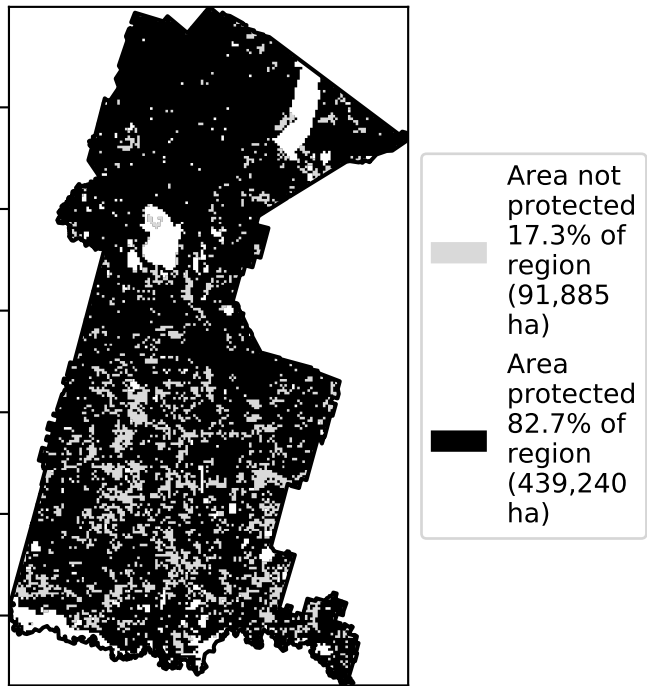 Area not
protected
17.3% of
region
(91,885
ha)
Area
protected
82.7% of
region
(439,240
ha)